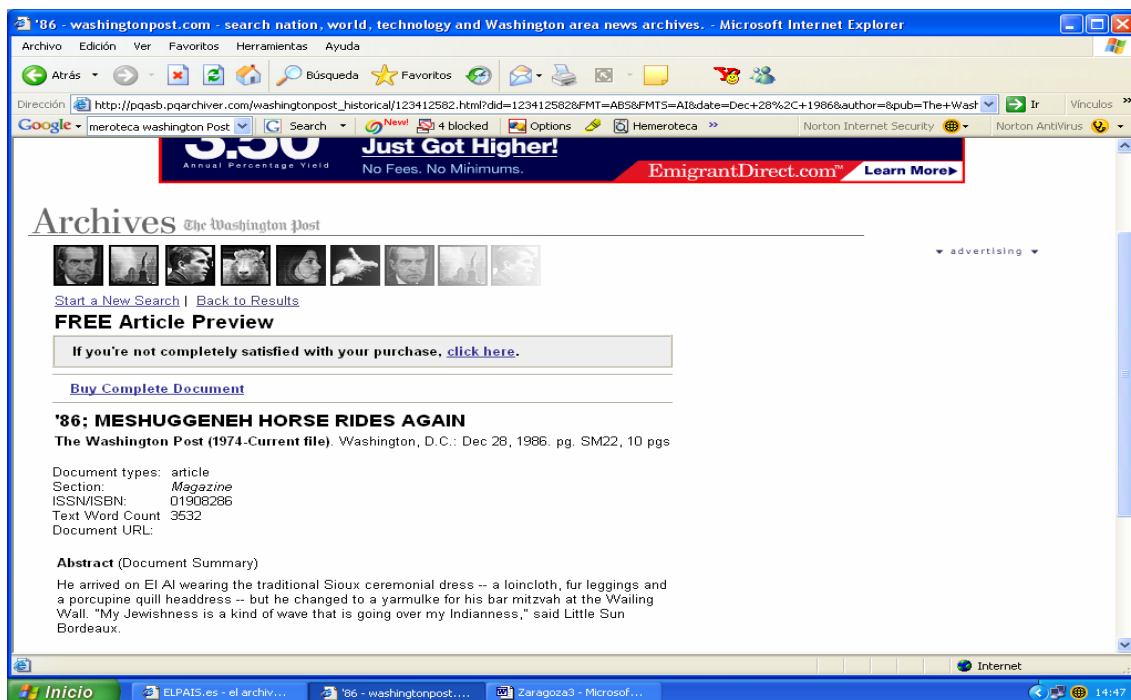 '86 - washingtonpost.com - search nation, world, technology and Washington area news archives. - Microsoft Internet Explorer
Archivo Edición Ver Favoritos Herramientas Ayuda
Atrás Búsqueda Favoritos
Dirección http://pqasb.pqarchiver.com/washingtonpost_historical/123412582.html?did=123412582&FMT=ABS&FMTS=AI&date=Dec+28%2C+1986&author=&pub=The+Wash Ir Vínculos »
Google meroteca washington Post Search New! 4 blocked Options Hemeroteca » Norton Internet Security Norton AntiVirus »
3.50 Just Got Higher!
Annual Percentage Yield No Fees. No Minimums. EmigrantDirect.com™ Learn More
Archives The Washington Post
advertising
Start a New Search | Back to Results
FREE Article Preview
If you're not completely satisfied with your purchase, click here.
Buy Complete Document
'86; MESHUGGENEH HORSE RIDES AGAIN
The Washington Post (1974-Current file). Washington, D.C.: Dec 28, 1986. pg. SM22, 10 pgs
Document types: article
Section: Magazine
ISSN/ISBN: 01908286
Text Word Count 3532
Document URL:
Abstract (Document Summary)
He arrived on El Al wearing the traditional Sioux ceremonial dress -- a loincloth, fur leggings and
a porcupine quill headdress -- but he changed to a yarmulke for his bar mitzvah at the Wailing
Wall. "My Jewishness is a kind of wave that is going over my Indianness," said Little Sun
Bordeaux.
Internet
Inicio ELPAIS.es - el archiv... '86 - washingtonpost.... Zaragoza3 - Microsof... 14:47